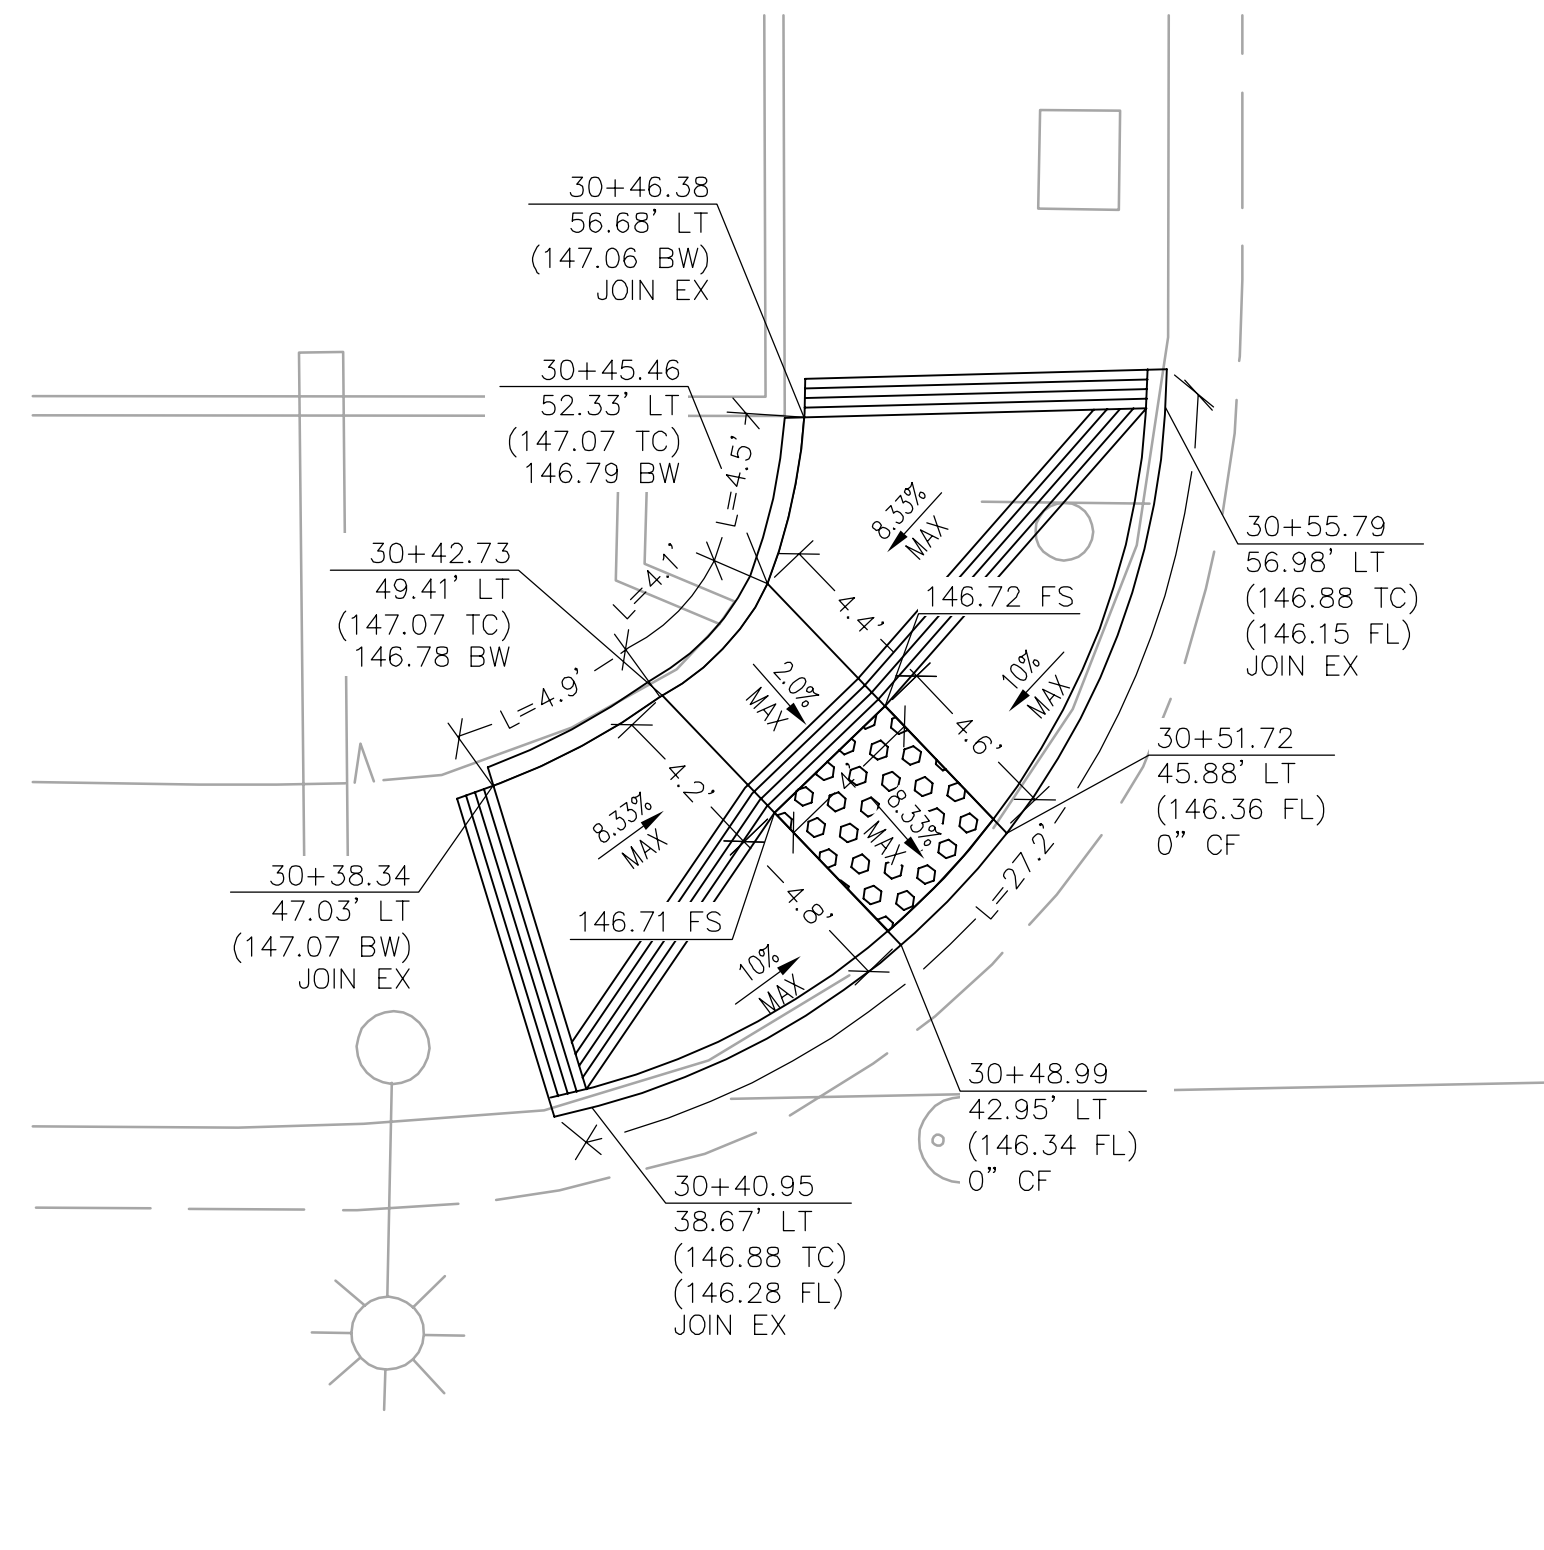 30+46.38
56.68' LT
(147.06 BW)
JOIN EX
30+45.46
52.33' LT
(147.07 TC)
146.79 BW
L=4.5'
8.33%
MAX
30+55.79
56.98' LT
(146.88 TC)
(146.15 FL)
JOIN EX
30+42.73
49.41' LT
(147.07 TC)
146.78 BW
L=4.1'
4.4'
146.72 FS
L=4.9'
2.0%
MAX
10%
MAX
4.6'
30+51.72
45.88' LT
(146.36 FL)
0" CF
4.2'
4'
8.33%
MAX
8.33%
MAX
30+38.34
47.03' LT
(147.07 BW)
JOIN EX
146.71 FS
4.8'
L=27.2'
10%
MAX
30+48.99
42.95' LT
(146.34 FL)
0" CF
30+40.95
38.67' LT
(146.88 TC)
(146.28 FL)
JOIN EX